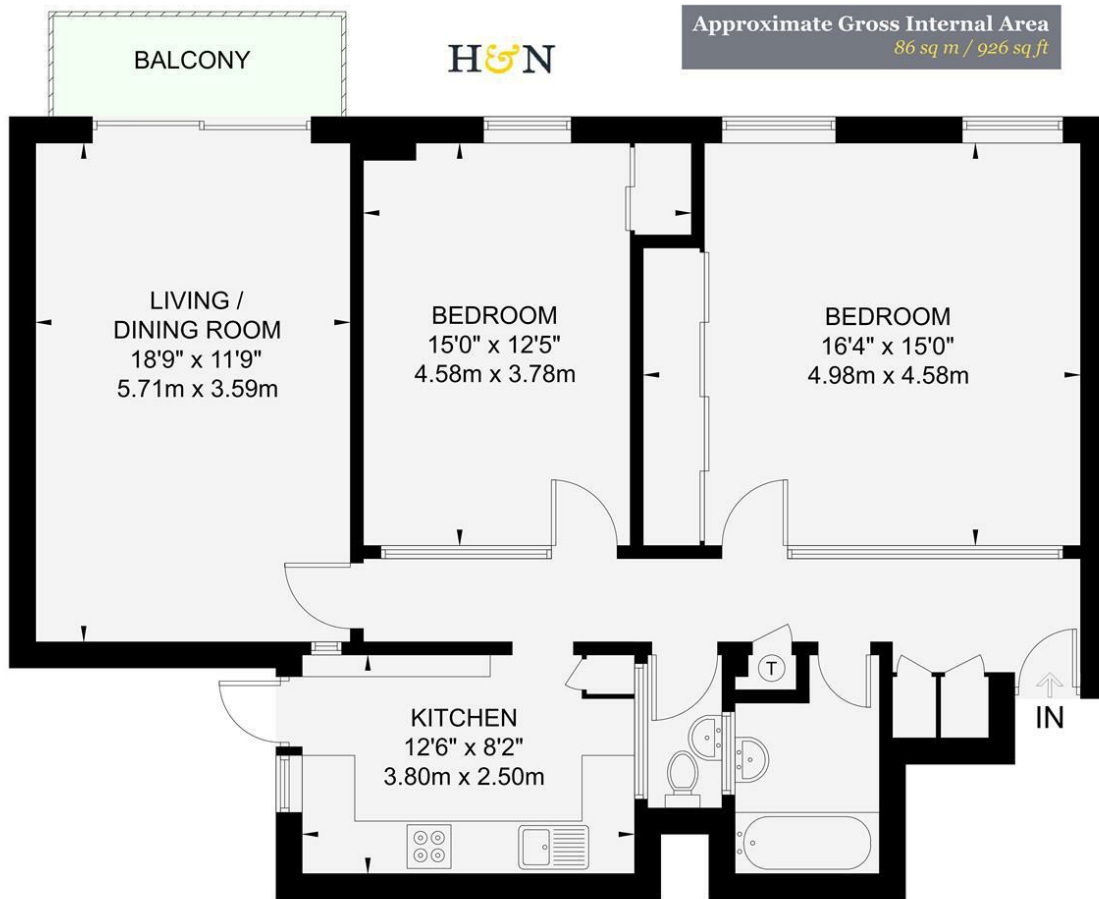 Approximate Gross Internal Area
86 sq m / 926 sq ft
H&N
BALCONY
LIVING /
DINING ROOM
18'9" x 11'9"
5.71m x 3.59m
BEDROOM
15'0" x 12'5"
4.58m x 3.78m
BEDROOM
16'4" x 15'0"
4.98m x 4.58m
KITCHEN
12'6" x 8'2"
3.80m x 2.50m
T
IN